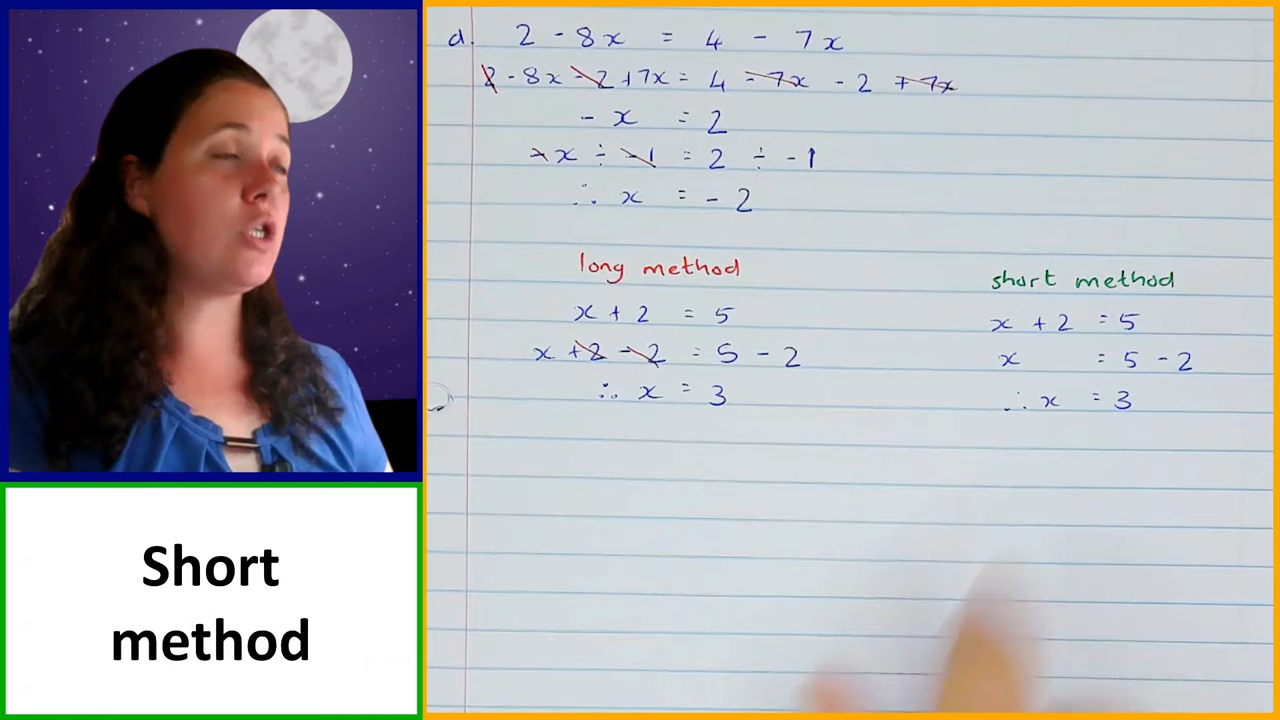 d. 2 - 8x = 4 - 7x
2 - 8x - 2 + 7x = 4 - 7x - 2 + 7x
- x = 2
-x ÷ -1 = 2 ÷ -1
∴ x = -2
long method
x + 2 = 5
x + 2 - 2 = 5 - 2
∴ x = 3
short method
x + 2 = 5
x = 5 - 2
∴ x = 3
Short
method